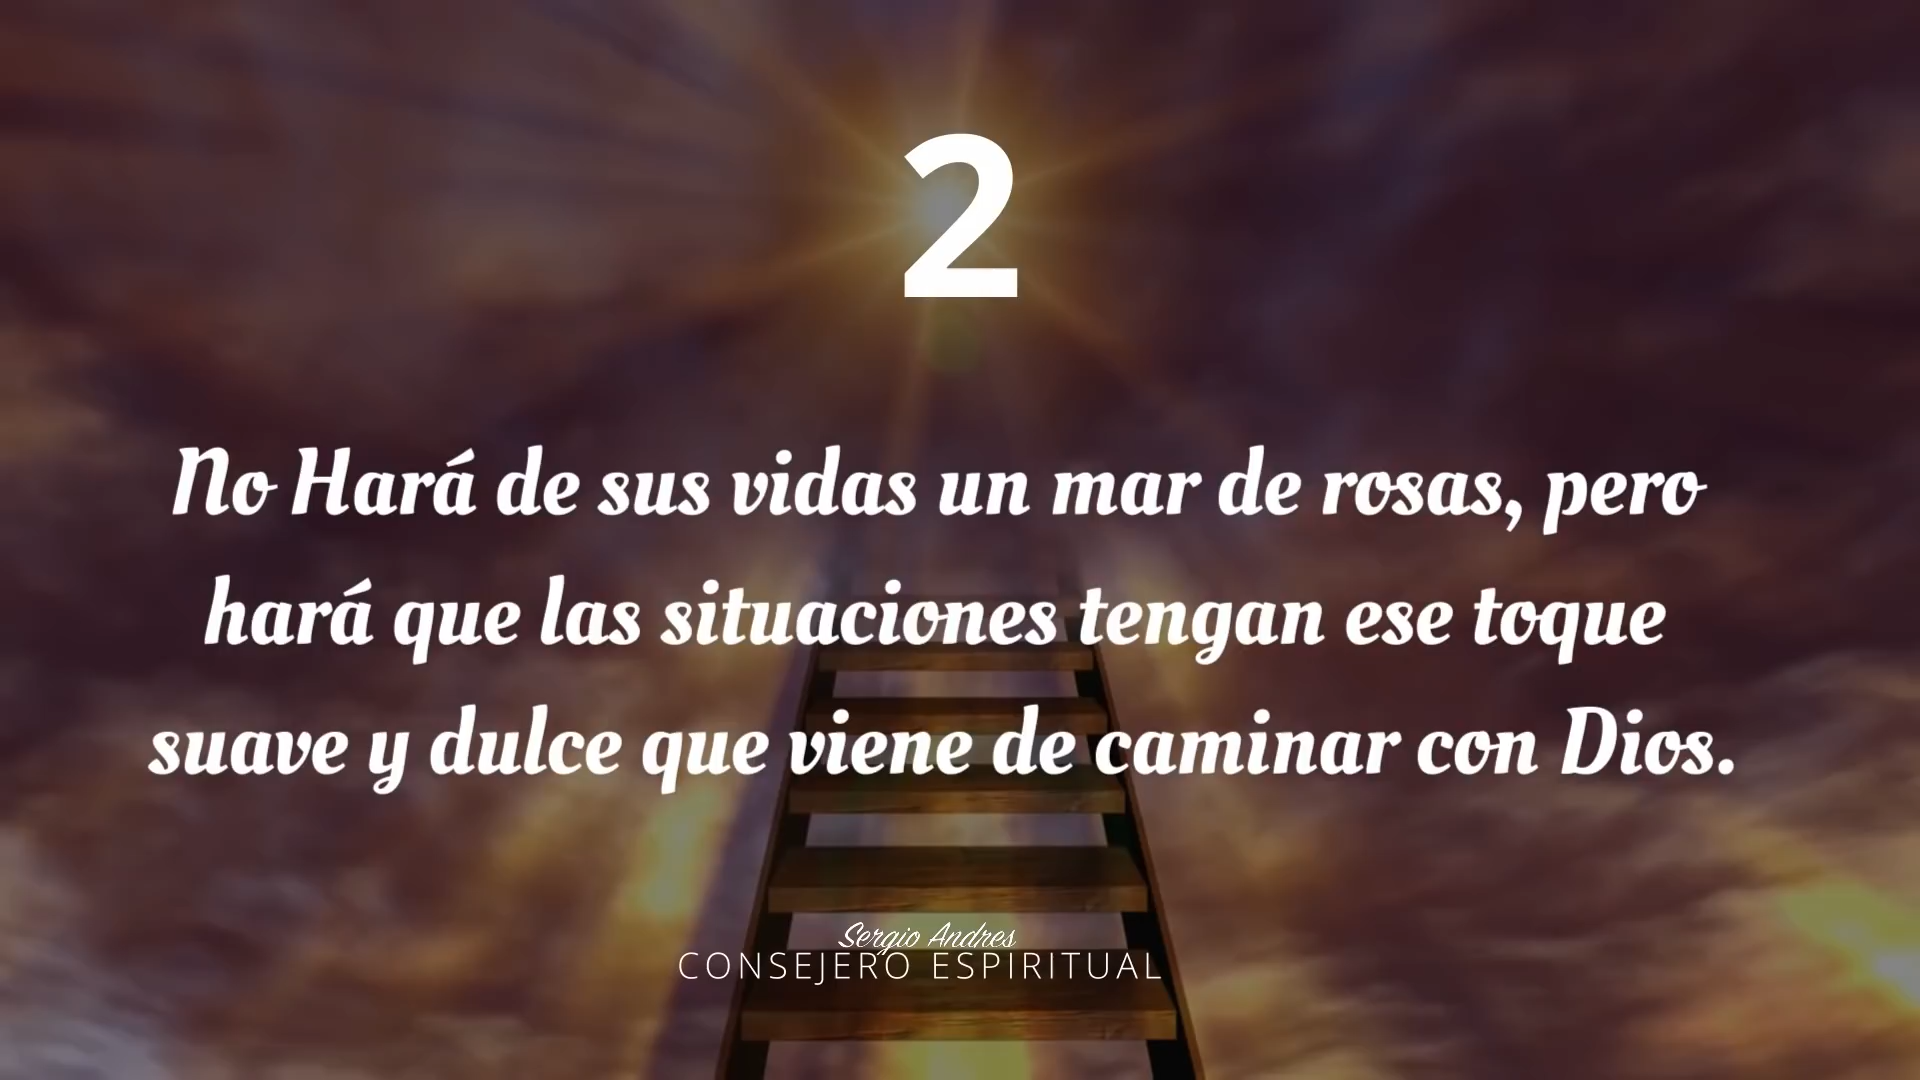 2
No Hará de sus vidas un mar de rosas, pero
hará que las situaciones tengan ese toque
suave y dulce que viene de caminar con Dios.
Sergio Andres
CONSEJERO ESPIRITUAL